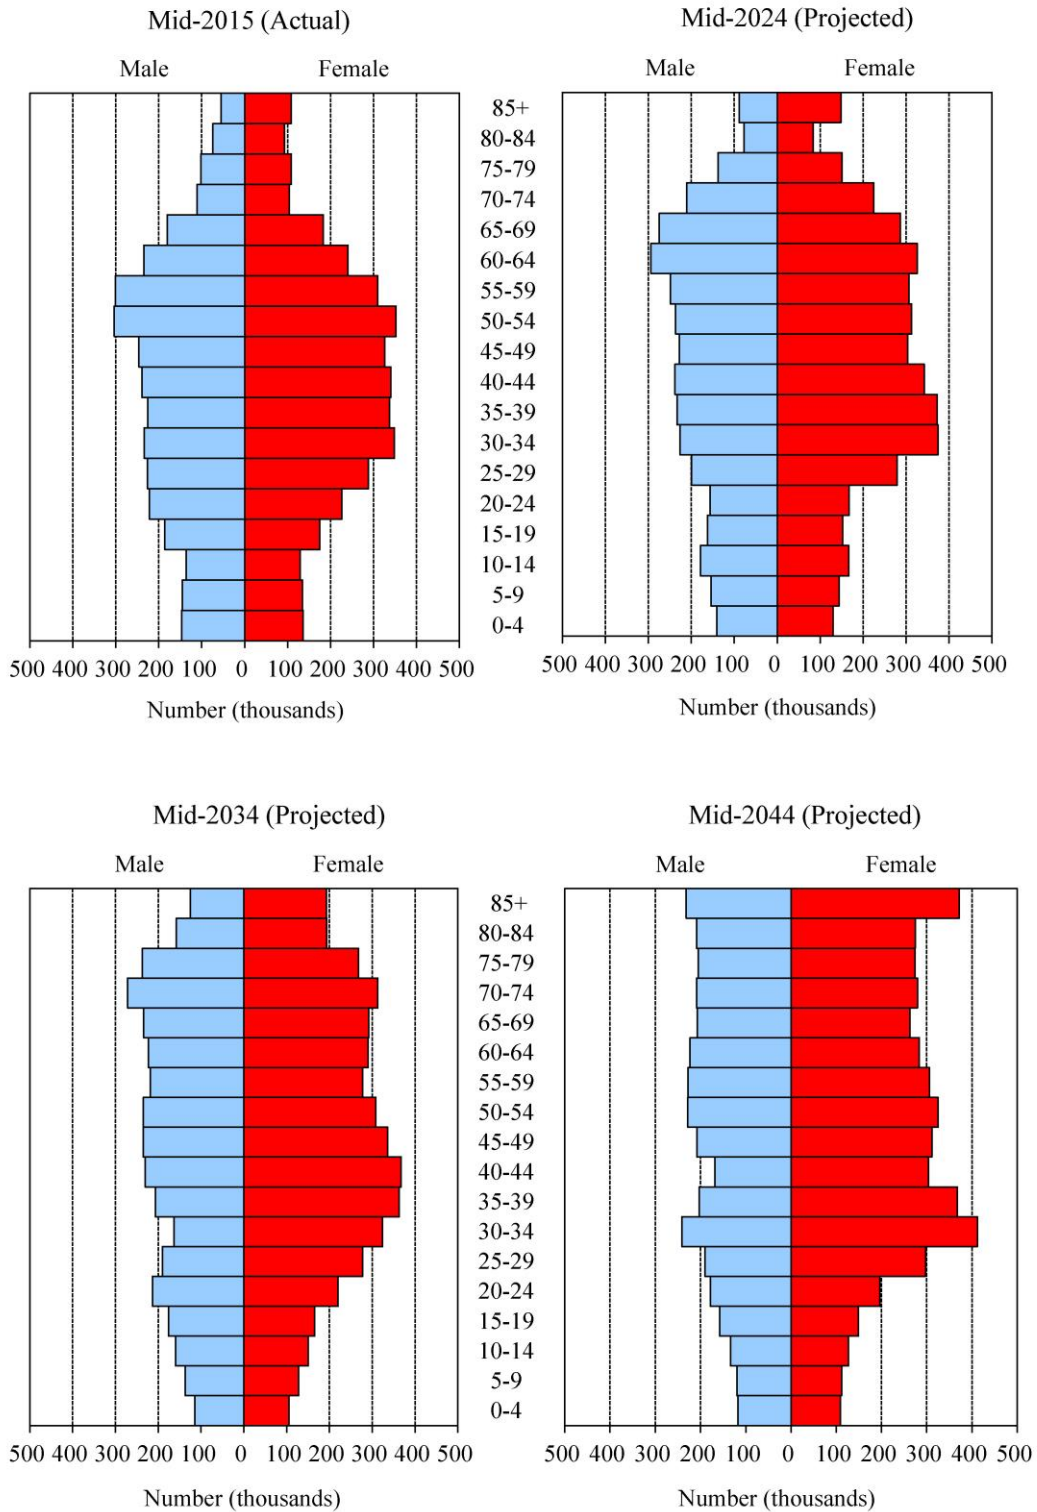 Mid-2015 (Actual)
Mid-2024 (Projected)
Male Female
Male Female
85+
80-84
75-79
70-74
65-69
60-64
55-59
50-54
45-49
40-44
35-39
30-34
25-29
20-24
15-19
10-14
5-9
0-4
500 400 300 200 100 0 100 200 300 400 500
500 400 300 200 100 0 100 200 300 400 500
Number (thousands)
Number (thousands)
Mid-2034 (Projected)
Mid-2044 (Projected)
Male Female
Male Female
85+
80-84
75-79
70-74
65-69
60-64
55-59
50-54
45-49
40-44
35-39
30-34
25-29
20-24
15-19
10-14
5-9
0-4
500 400 300 200 100 0 100 200 300 400 500
500 400 300 200 100 0 100 200 300 400 500
Number (thousands)
Number (thousands)